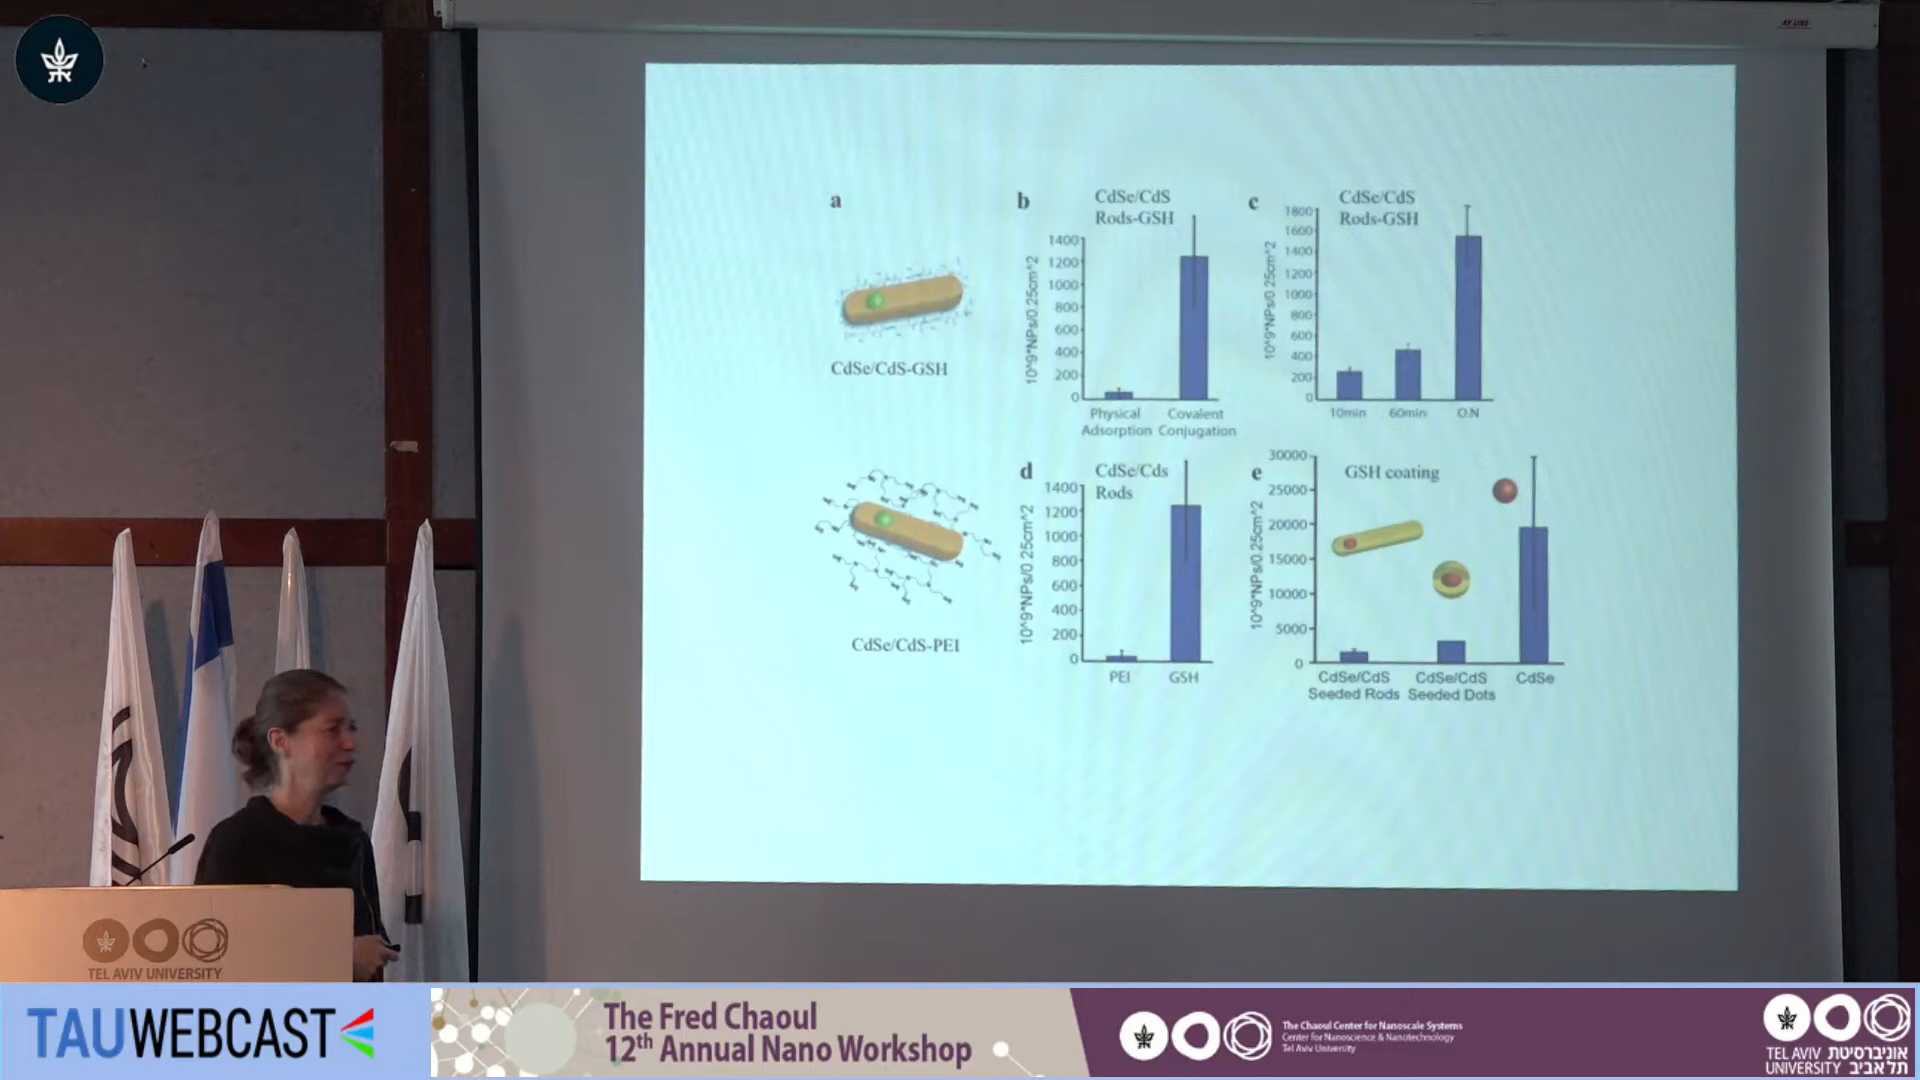 AV LINE
a
CdSe/CdS-GSH
CdSe/CdS-PEI
b
CdSe/CdS
Rods-GSH
10^9*NPs/0.25cm^2
1400
1200
1000
800
600
400
200
0
Physical
Adsorption
Covalent
Conjugation
c
CdSe/CdS
Rods-GSH
10^9*NPs/0.25cm^2
1800
1600
1400
1200
1000
800
600
400
200
0
10min
60min
O.N
d
CdSe/Cds
Rods
10^9*NPs/0.25cm^2
1400
1200
1000
800
600
400
200
0
PEI
GSH
e
GSH coating
10^9*NPs/0.25cm^2
30000
25000
20000
15000
10000
5000
0
CdSe/CdS
Seeded Rods
CdSe/CdS
Seeded Dots
CdSe
TEL AVIV UNIVERSITY
TAUWEBCAST
The Fred Chaoul
12th Annual Nano Workshop
The Chaoul Center for Nanoscale Systems
Center for Nanoscience & Nanotechnology
Tel Aviv University
TEL AVIV אוניברסיטת
UNIVERSITY תל אביב